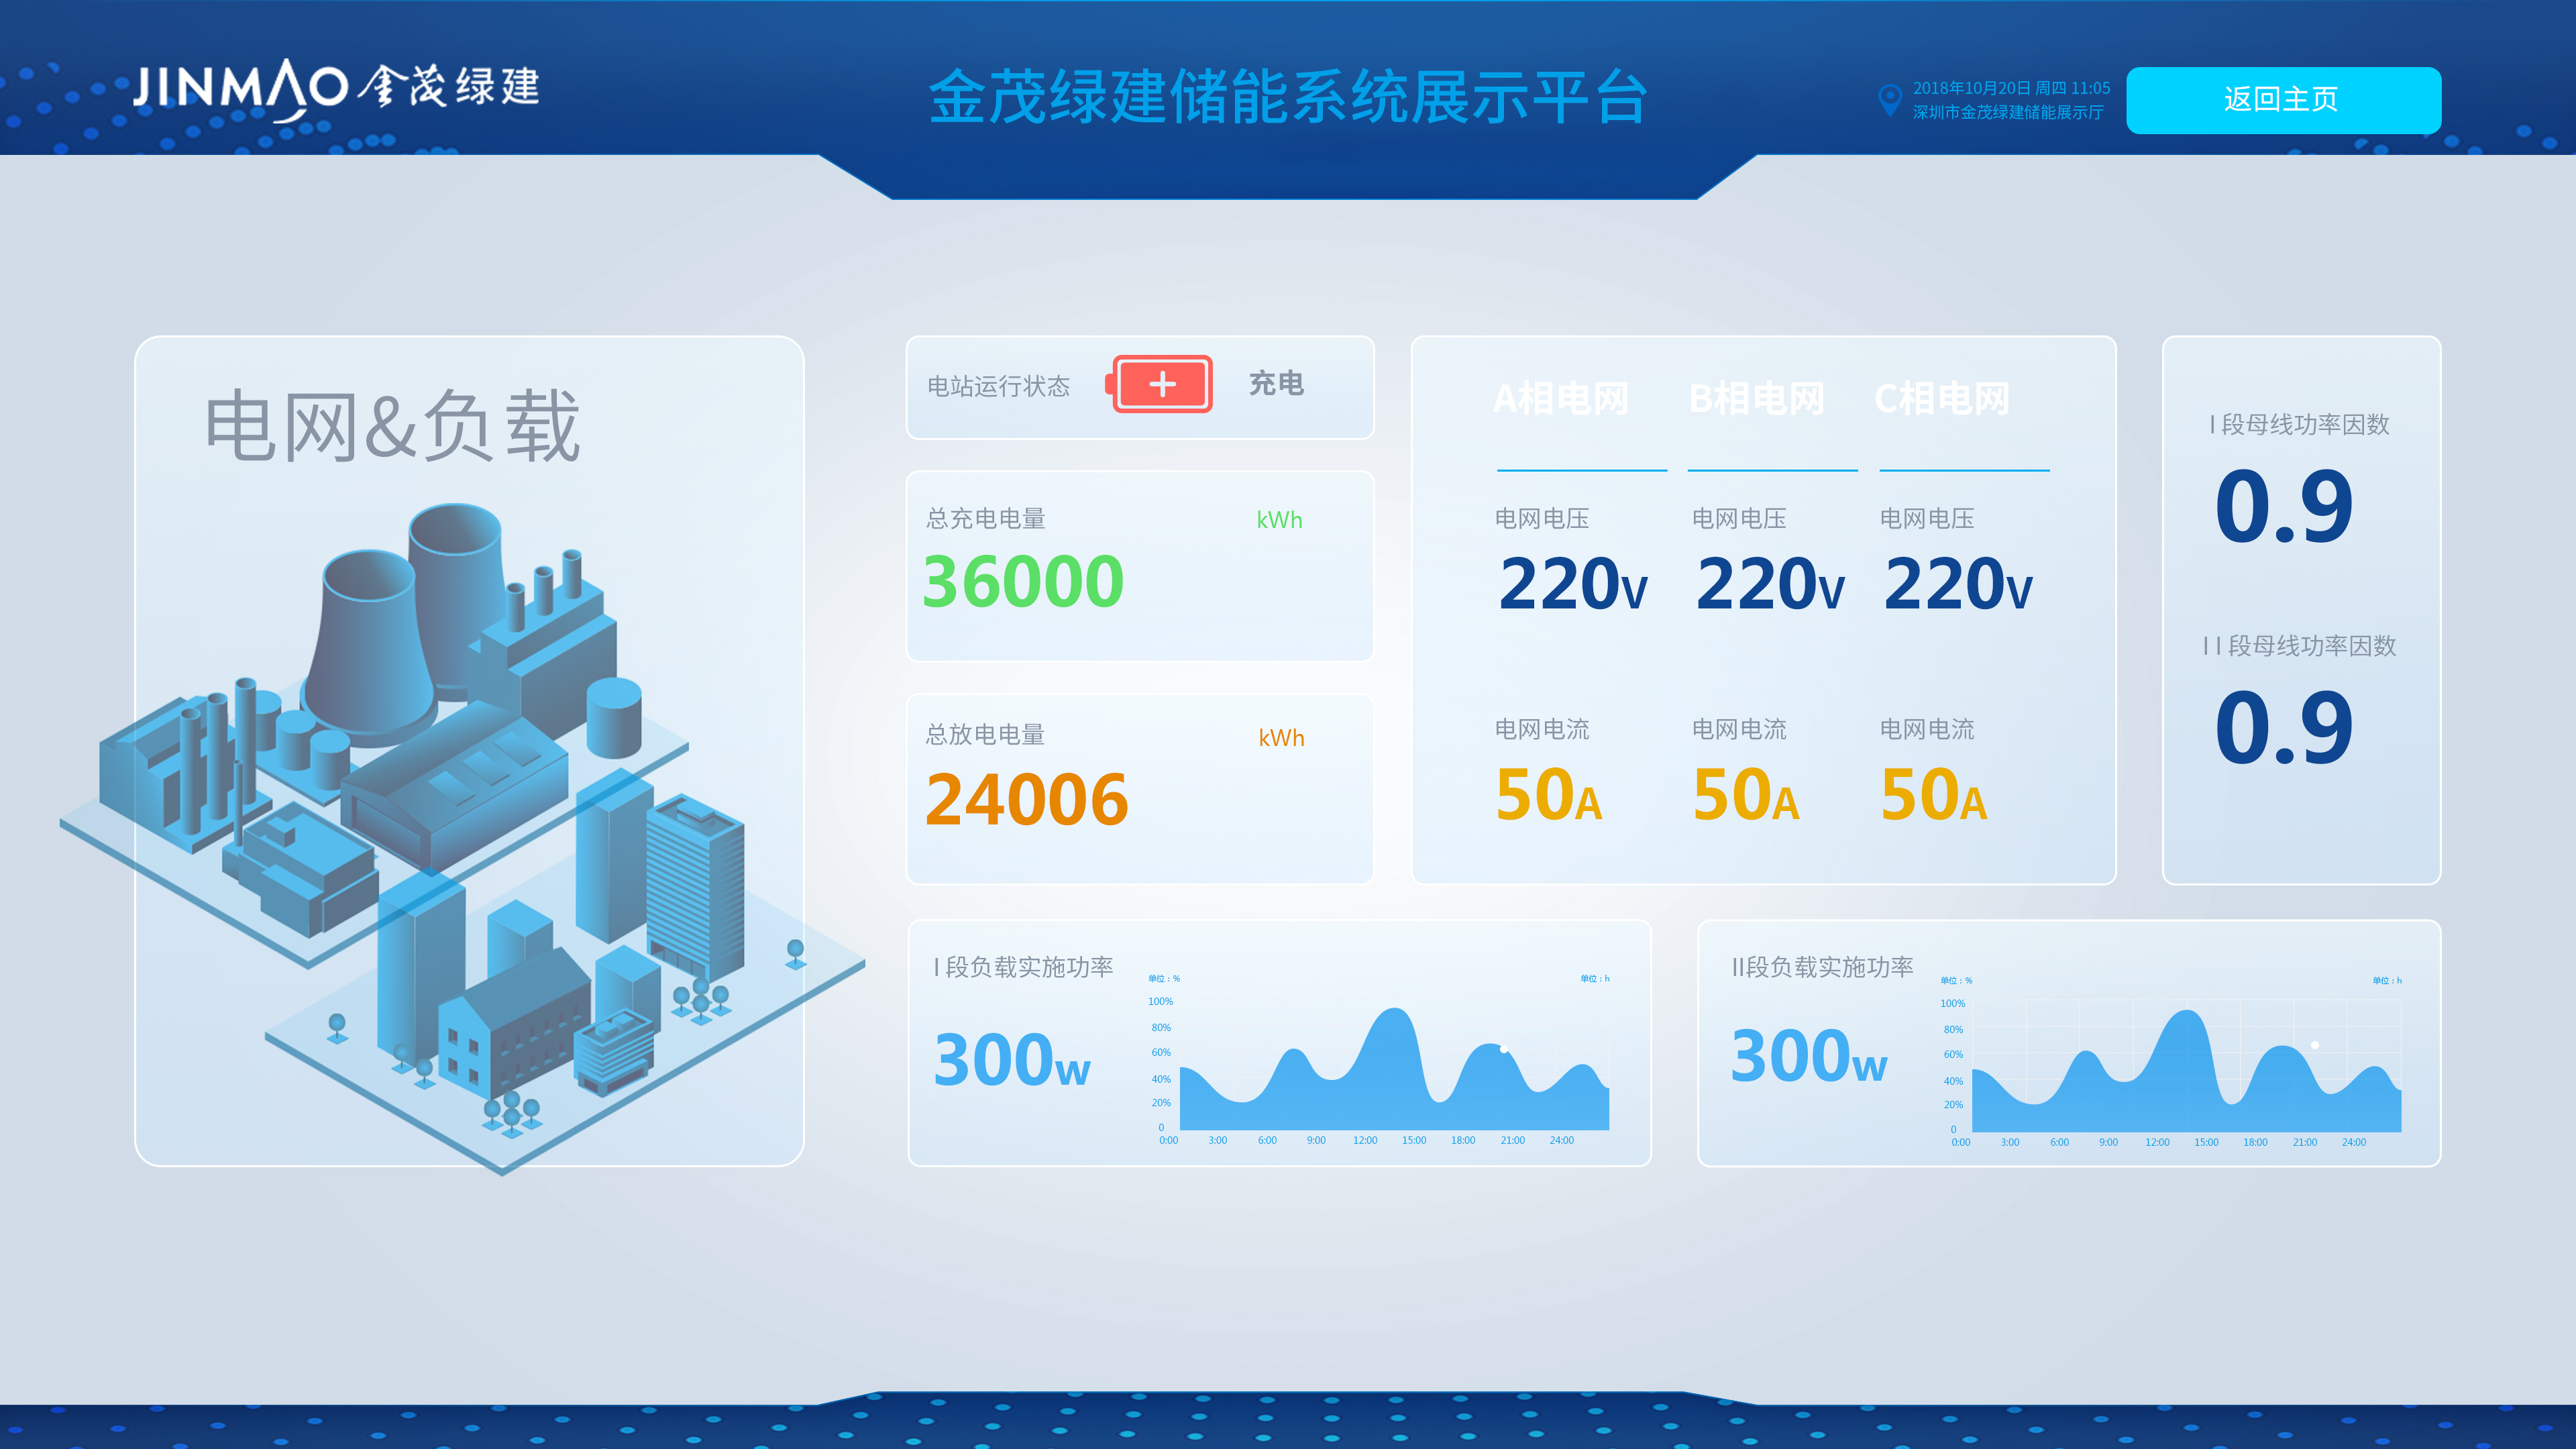 JINMAO 金茂绿建
金茂绿建储能系统展示平台
2018年10月20日 周四 11:05
深圳市金茂绿建储能展示厅
返回主页
电网&负载
电站运行状态 充电
总充电电量 kWh
36000
总放电电量 kWh
24006
A相电网 B相电网 C相电网
电网电压 电网电压 电网电压
220V 220V 220V
电网电流 电网电流 电网电流
50A 50A 50A
I 段母线功率因数
0.9
I I 段母线功率因数
0.9
I 段负载实施功率
300w
单位：% 单位：h
100%
80%
60%
40%
20%
0
0:00 3:00 6:00 9:00 12:00 15:00 18:00 21:00 24:00
II段负载实施功率
300w
单位：% 单位：h
100%
80%
60%
40%
20%
0
0:00 3:00 6:00 9:00 12:00 15:00 18:00 21:00 24:00